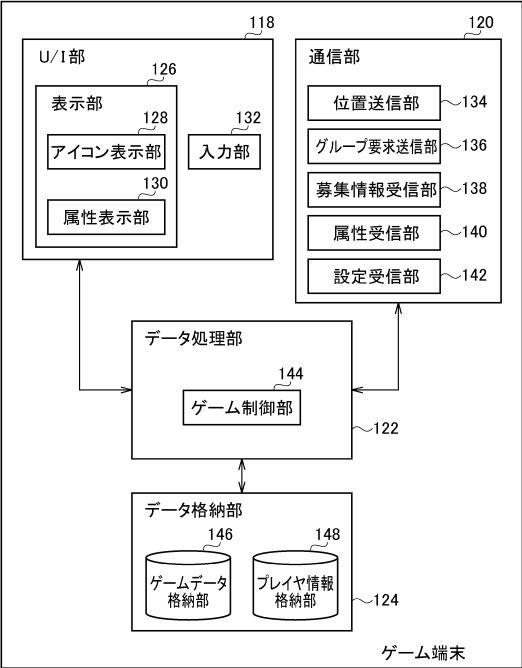 118
U/I部
126
表示部
128
アイコン表示部
130
属性表示部
132
入力部
120
通信部
位置送信部
134
グループ要求送信部
136
募集情報受信部
138
属性受信部
140
設定受信部
142
データ処理部
144
ゲーム制御部
122
データ格納部
146
ゲームデータ
格納部
148
プレイヤ情報
格納部
124
ゲーム端末